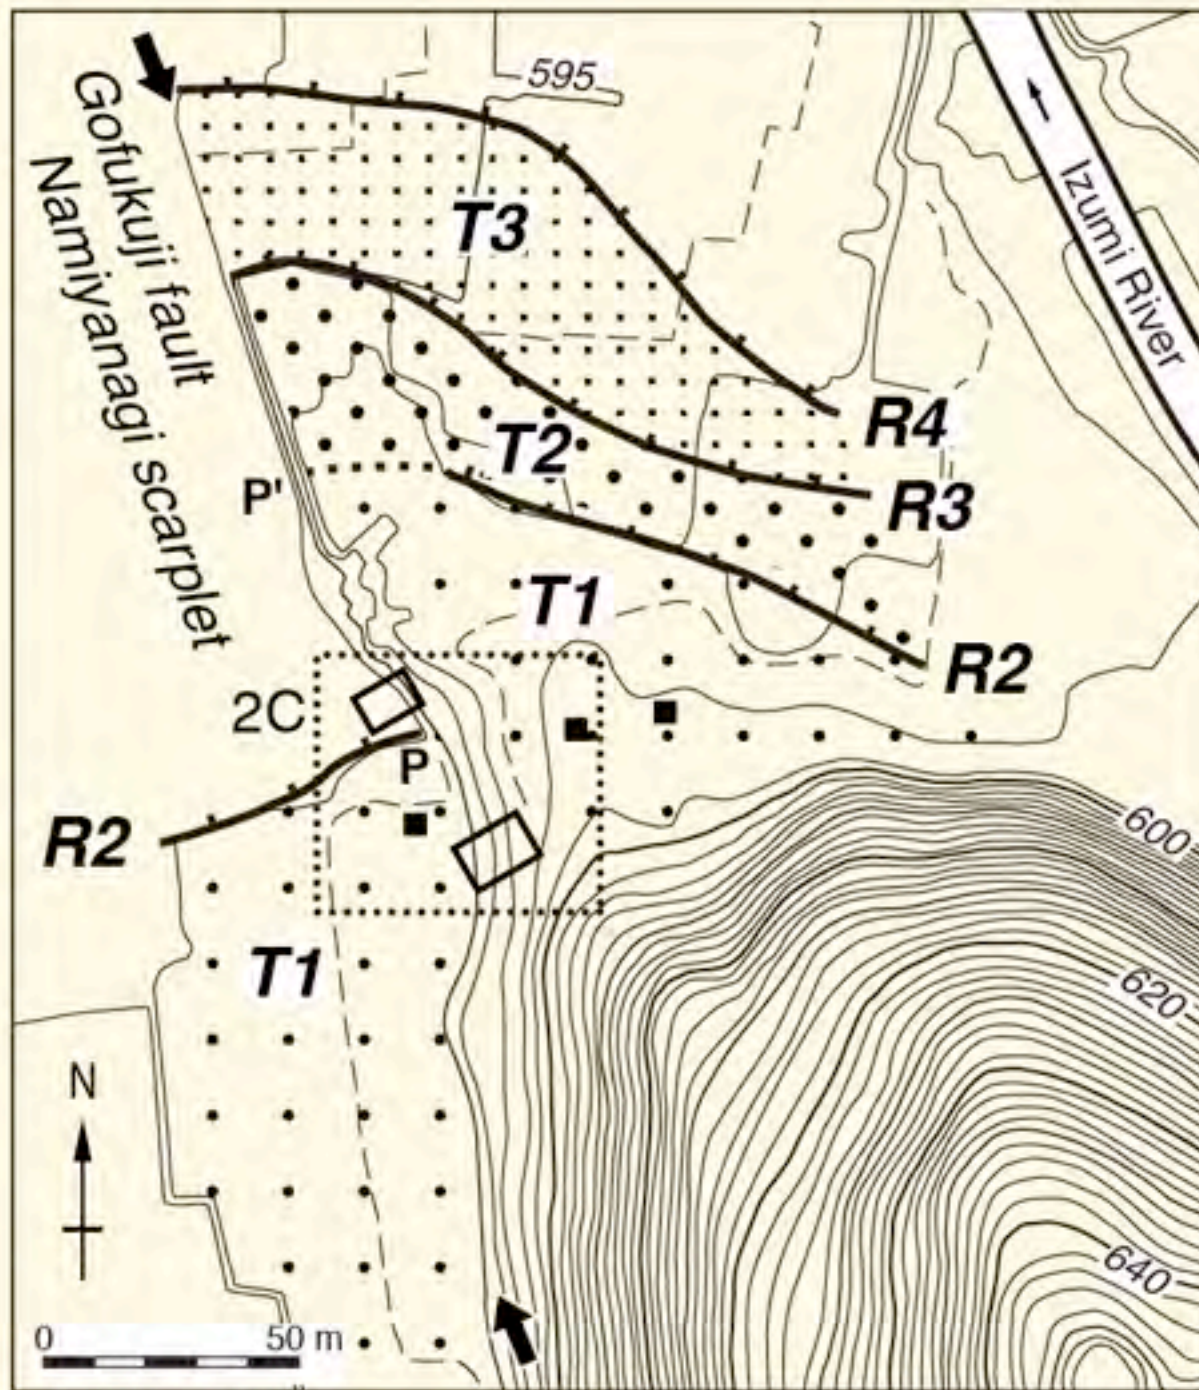 595
Gofukuji fault
Namiyanagi scarplet
Izumi River
T3
R4
T2
R3
P'
T1
R2
2C
P
R2
600
T1
620
N
640
0 50 m